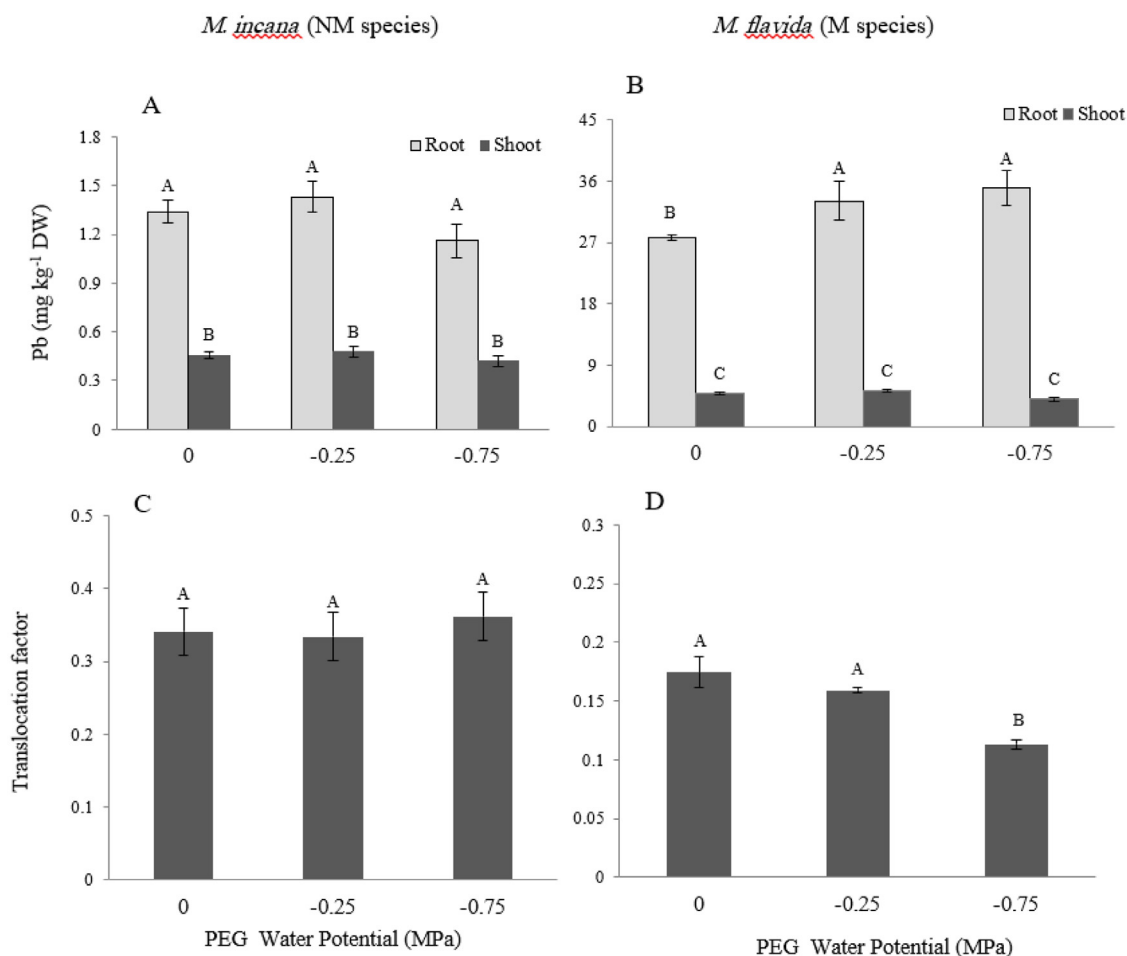 M. incana (NM species)
M. flavida (M species)
A
Root
Shoot
Pb (mg kg⁻¹ DW)
1.8
1.5
1.2
0.9
0.6
0.3
0
A
B
A
B
A
B
0
-0.25
-0.75
B
Root
Shoot
45
36
27
18
9
0
B
C
A
C
A
C
0
-0.25
-0.75
C
Translocation factor
0.5
0.4
0.3
0.2
0.1
0
A
A
A
0
-0.25
-0.75
PEG Water Potential (MPa)
D
0.3
0.25
0.2
0.15
0.1
0.05
0
A
A
B
0
-0.25
-0.75
PEG Water Potential (MPa)